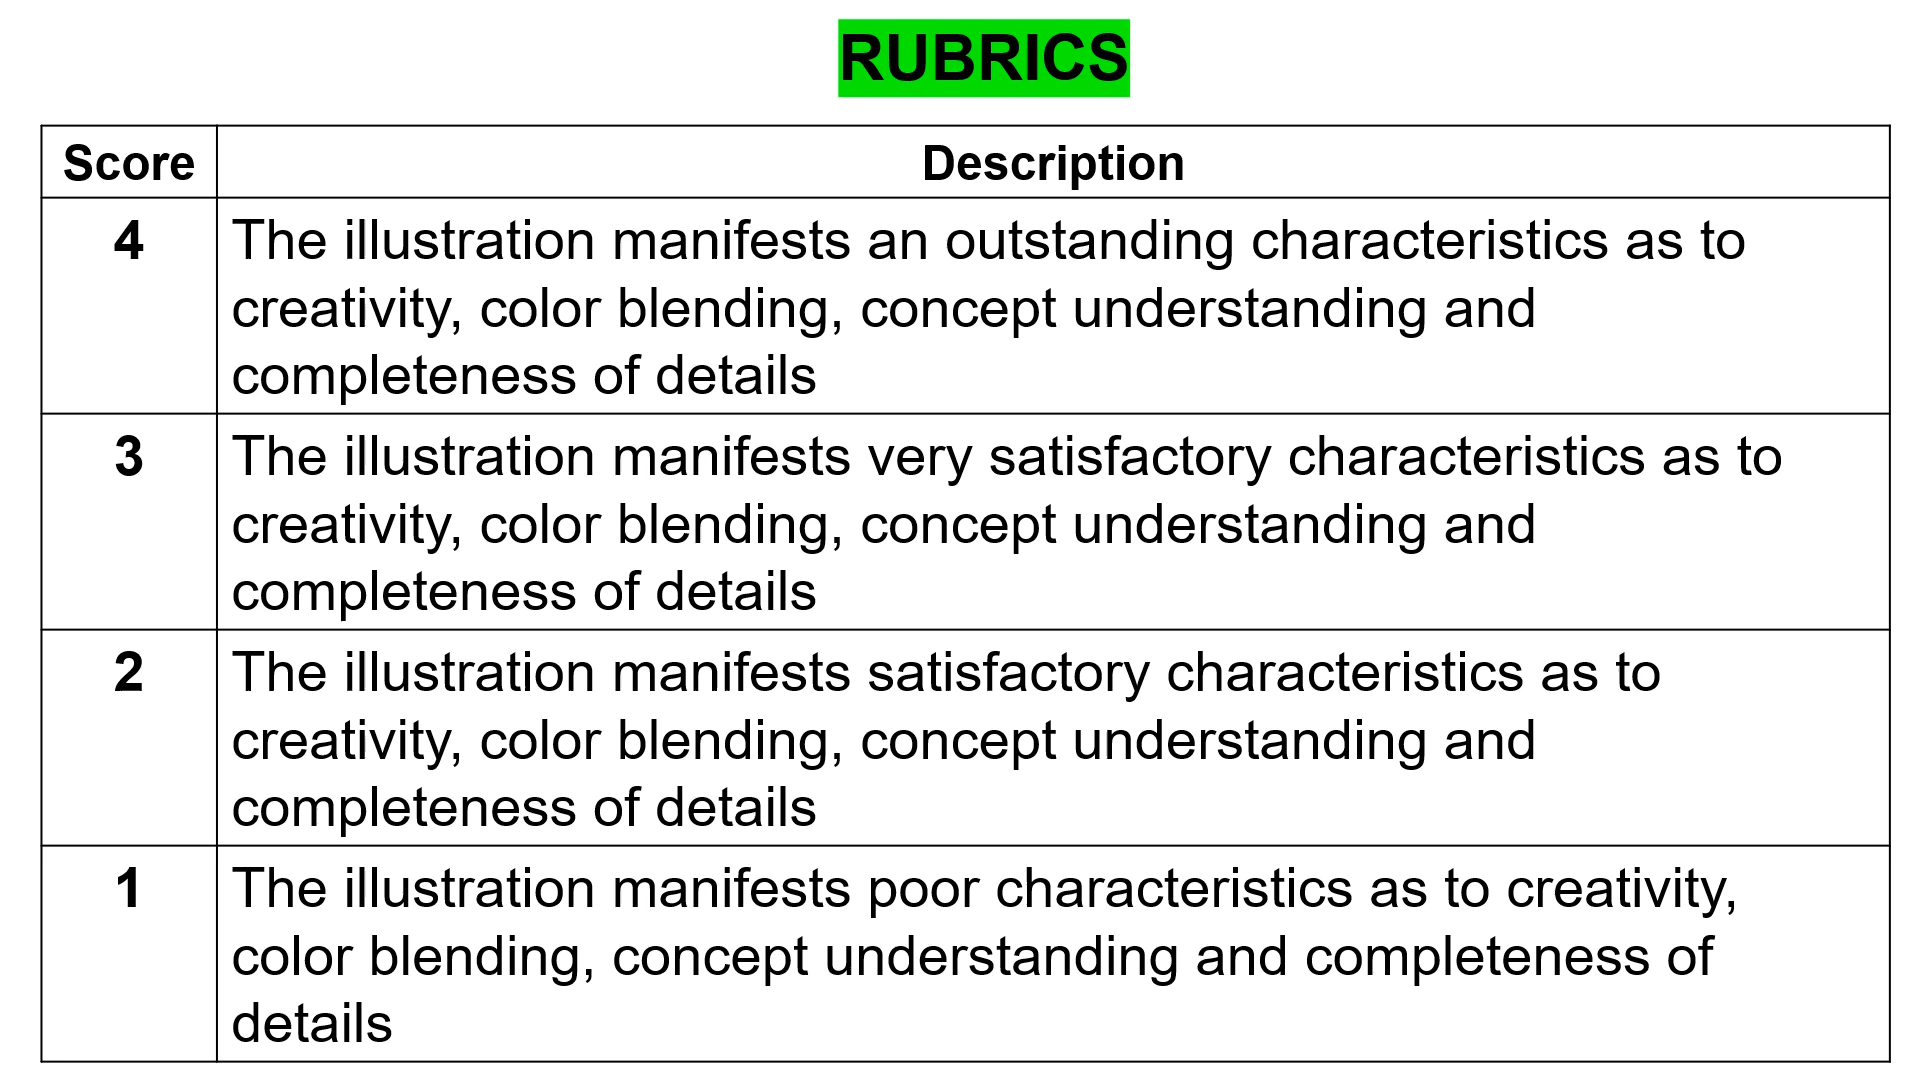 RUBRICS
Score Description
4 The illustration manifests an outstanding characteristics as to
creativity, color blending, concept understanding and
completeness of details
3 The illustration manifests very satisfactory characteristics as to
creativity, color blending, concept understanding and
completeness of details
2 The illustration manifests satisfactory characteristics as to
creativity, color blending, concept understanding and
completeness of details
1 The illustration manifests poor characteristics as to creativity,
color blending, concept understanding and completeness of
details